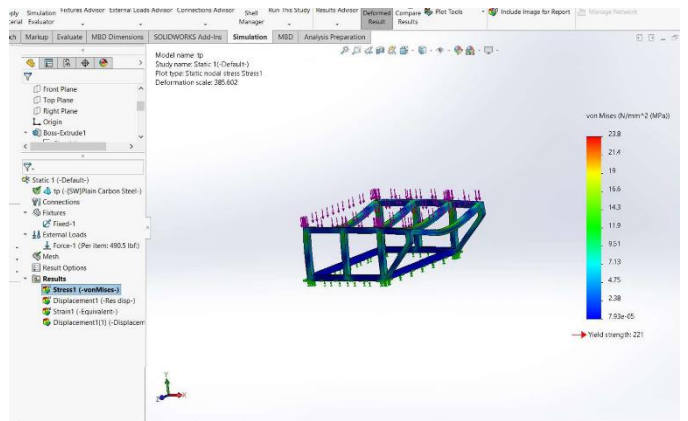 Simulation Fixtures Advisor External Loads Advisor Connections Advisor Shell Run This Study Results Advisor Deformed Compare Plot Tools Include Image for Report Manage Network
Evaluator Manager Result Results
Markup Evaluate MBD Dimensions SOLIDWORKS Add-Ins Simulation MBD Analysis Preparation
Front Plane
Top Plane
Right Plane
Origin
Boss-Extrude1
Static 1 (-Default-)
tp (-[SW]Plain Carbon Steel-)
Connections
Fixtures
Fixed-1
External Loads
Force-1 (:Per item: 490.5 lbf:)
Mesh
Result Options
Results
Stress1 (-vonMises-)
Displacement1 (-Res disp-)
Strain1 (-Equivalent-)
Displacement1{1} (-Displacem
Model name: tp
Study name: Static 1(-Default-)
Plot type: Static nodal stress Stress1
Deformation scale: 385.602
von Mises (N/mm^2 (MPa))
23.8
21.4
19
16.6
14.3
11.9
9.51
7.13
4.75
2.38
7.93e-05
Yield strength: 221
Y
X
Z